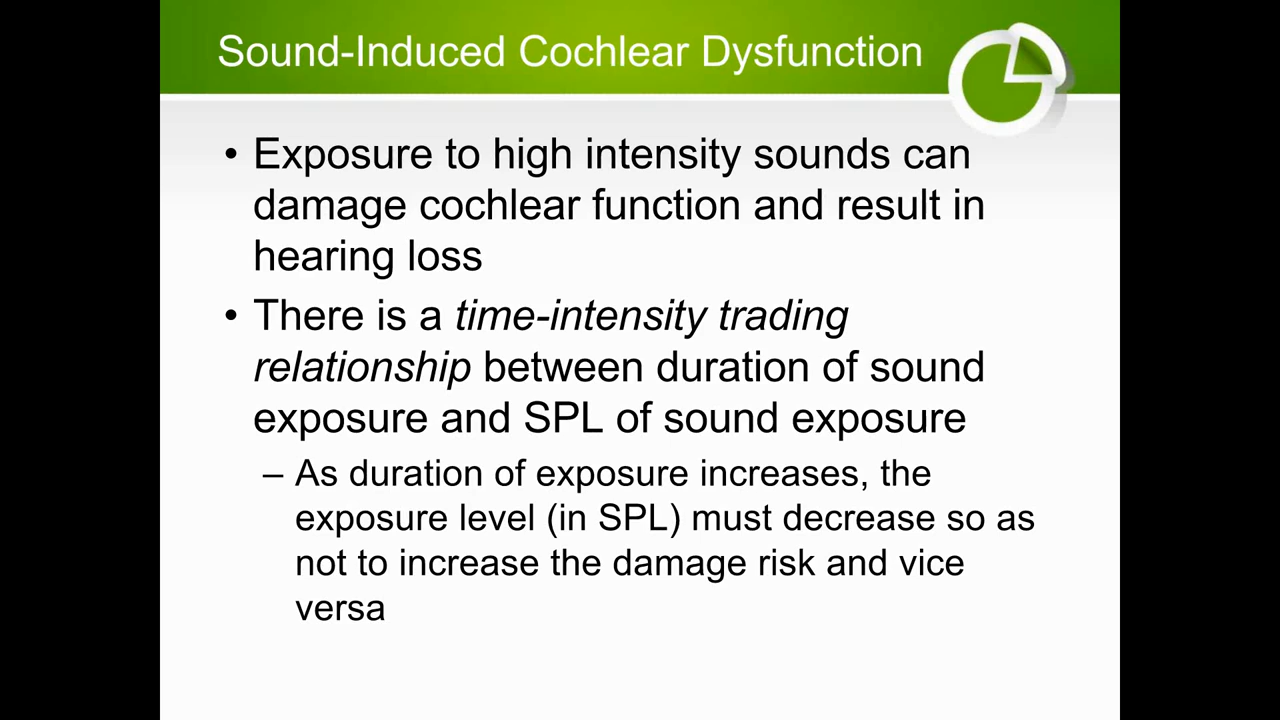 Sound-Induced Cochlear Dysfunction
• Exposure to high intensity sounds can
damage cochlear function and result in
hearing loss
• There is a time-intensity trading
relationship between duration of sound
exposure and SPL of sound exposure
– As duration of exposure increases, the
exposure level (in SPL) must decrease so as
not to increase the damage risk and vice
versa